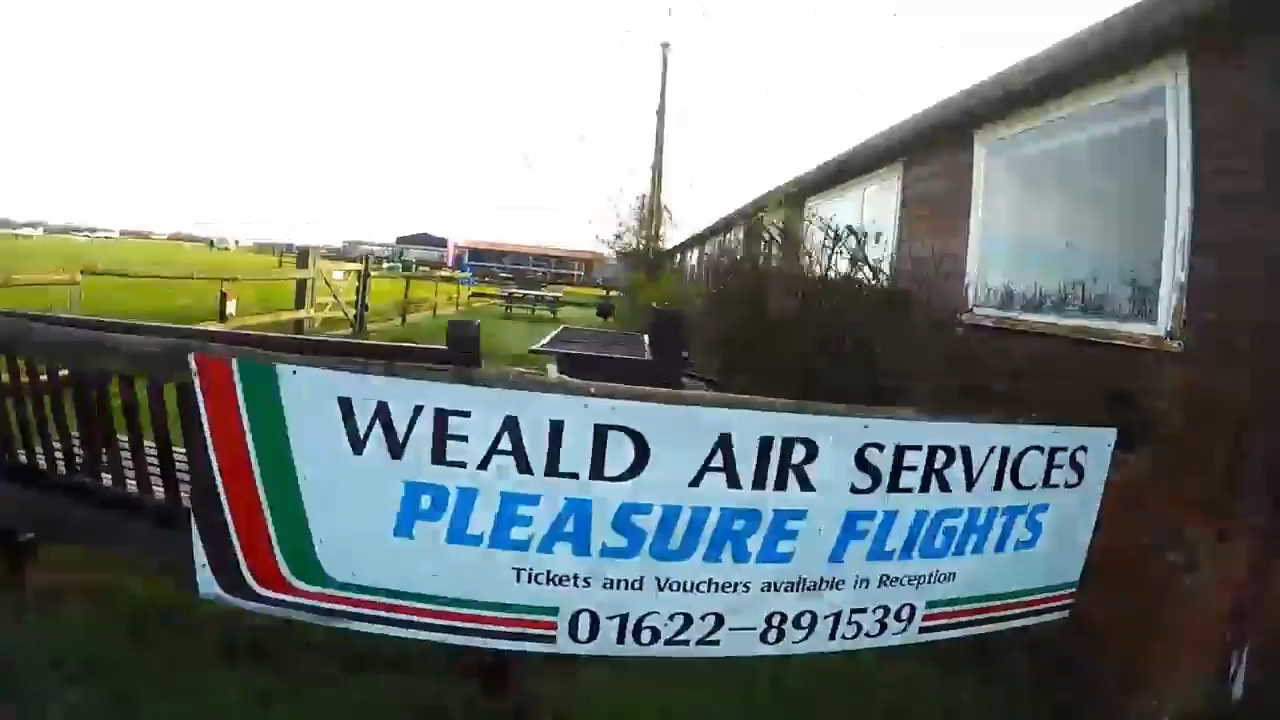 WEALD AIR SERVICES
PLEASURE FLIGHTS
Tickets and Vouchers available in Reception
01622-891539